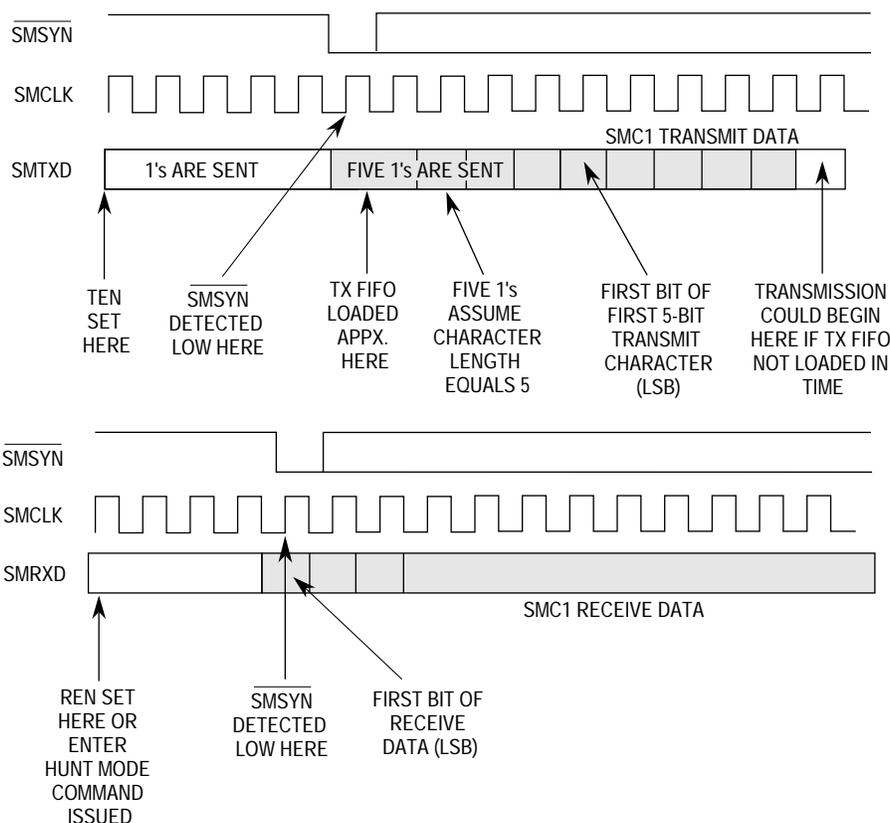 SMSYN
SMCLK
SMC1 TRANSMIT DATA
SMTXD
1's ARE SENT
FIVE 1's ARE SENT
TEN
SET
HERE
SMSYN
DETECTED
LOW HERE
TX FIFO
LOADED
APPX.
HERE
FIVE 1's
ASSUME
CHARACTER
LENGTH
EQUALS 5
FIRST BIT OF
FIRST 5-BIT
TRANSMIT
CHARACTER
(LSB)
TRANSMISSION
COULD BEGIN
HERE IF TX FIFO
NOT LOADED IN
TIME
SMSYN
SMCLK
SMRXD
SMC1 RECEIVE DATA
REN SET
HERE OR
ENTER
HUNT MODE
COMMAND
ISSUED
SMSYN
DETECTED
LOW HERE
FIRST BIT OF
RECEIVE
DATA (LSB)